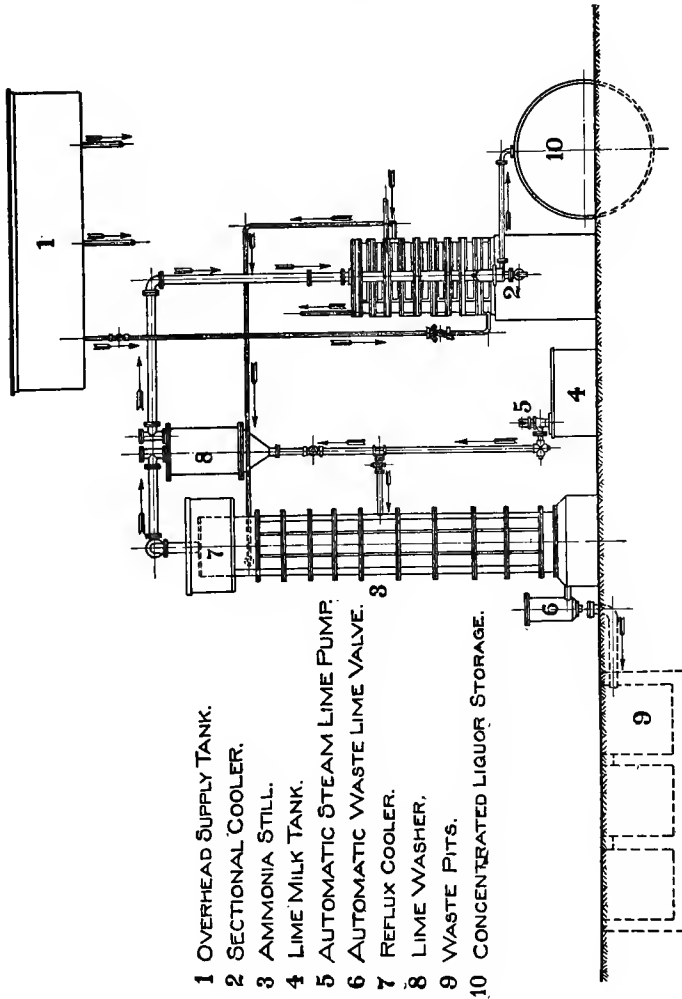 1 OVERHEAD SUPPLY TANK.
2 SECTIONAL COOLER.
3 AMMONIA STILL.
4 LIME MILK TANK.
5 AUTOMATIC STEAM LIME PUMP.
6 AUTOMATIC WASTE LIME VALVE.
7 REFLUX COOLER.
8 LIME WASHER.
9 WASTE PITS.
10 CONCENTRATED LIQUOR STORAGE.
1
8
7
3
5
4
2
10
6
9